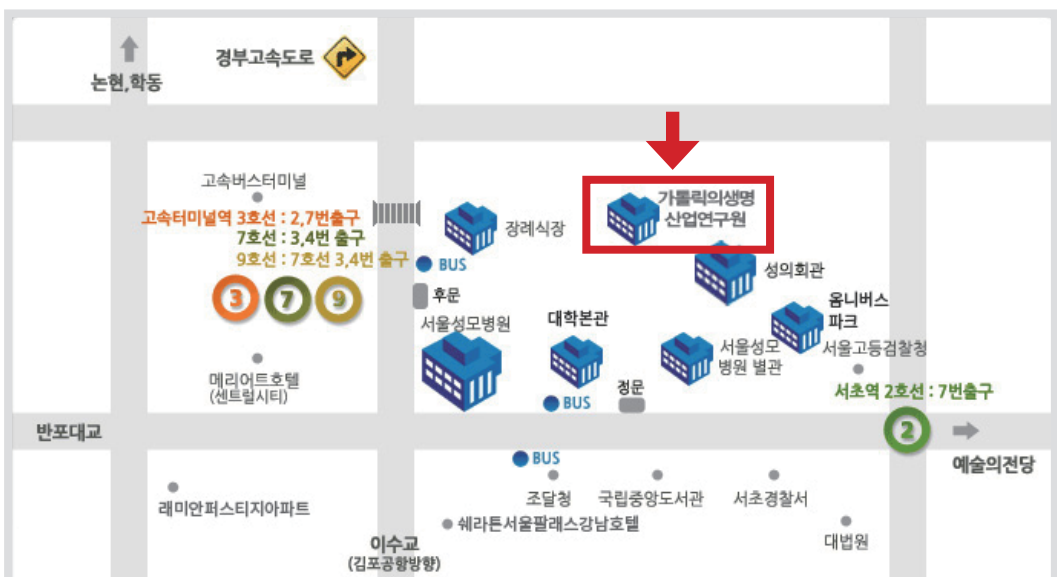 경부고속도로
논현,학동
고속버스터미널
고속터미널역 3호선 : 2,7번출구
7호선 : 3,4번 출구
9호선 : 7호선 3,4번 출구
3 7 9
메리어트호텔
(센트럴시티)
장례식장
BUS
후문
서울성모병원
대학본관
BUS
정문
가톨릭의생명
산업연구원
성의회관
옴니버스
파크
서울성모
병원 별관
서울고등검찰청
서초역 2호선 : 7번출구
2
반포대교
예술의전당
BUS
래미안퍼스티지아파트
조달청
국립중앙도서관
서초경찰서
쉐라톤서울팔래스강남호텔
대법원
이수교
(김포공항방향)